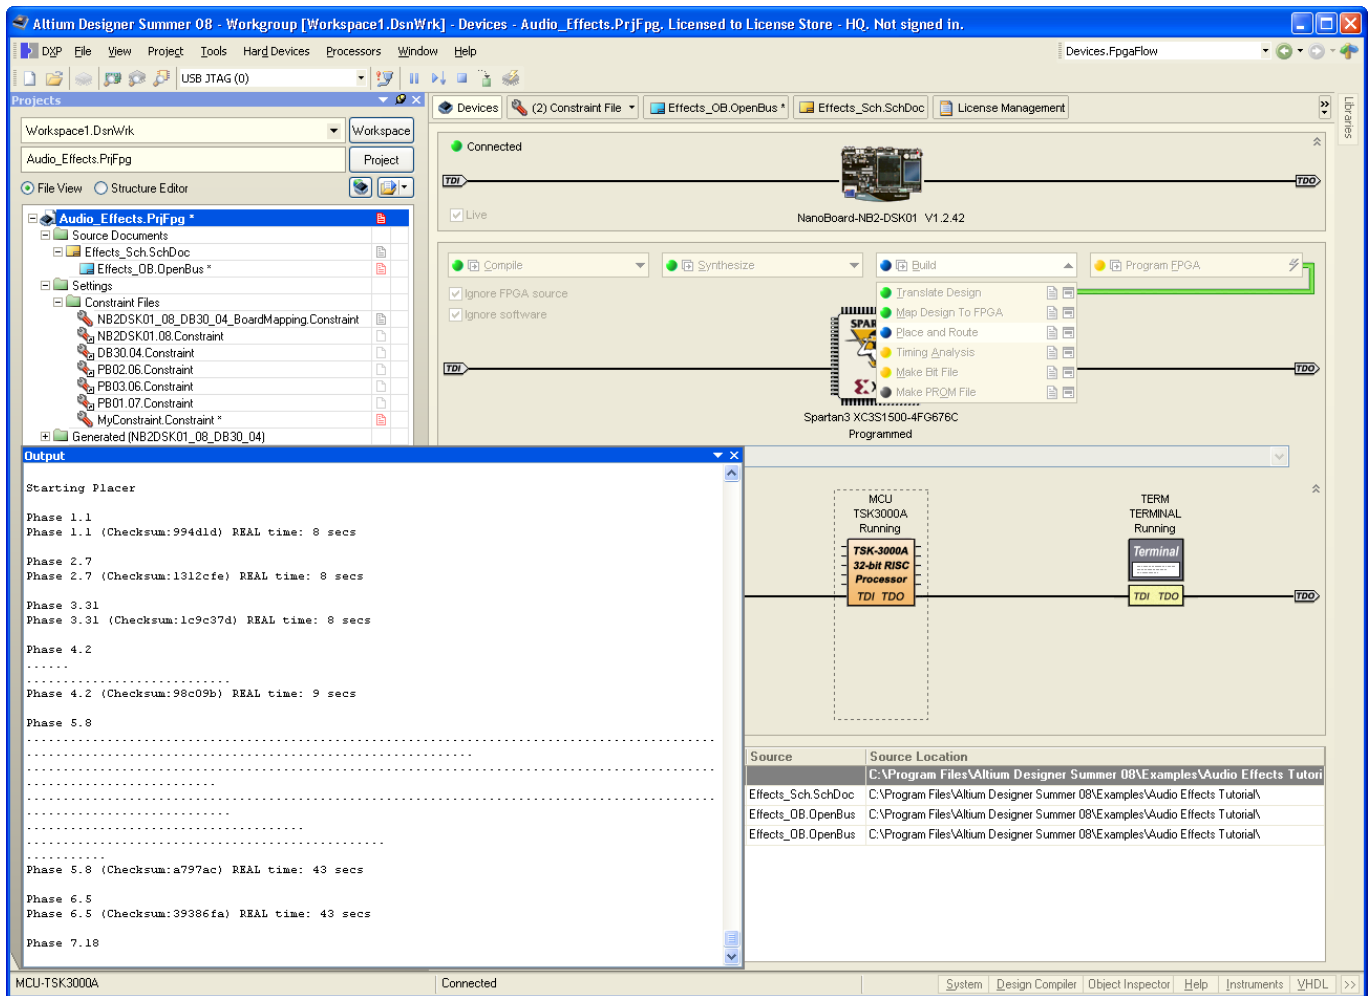 Altium Designer Summer 08 - Workgroup [Workspace1.DsnWrk] - Devices - Audio_Effects.PrjFpg. Licensed to License Store - HQ. Not signed in.
DXP File View Project Tools Hard Devices Processors Window Help
Devices.FpgaFlow
USB JTAG (0)
Projects
Workspace1.DsnWrk
Workspace
Audio_Effects.PrjFpg
Project
File View Structure Editor
Audio_Effects.PrjFpg *
Source Documents
Effects_Sch.SchDoc
Effects_OB.OpenBus *
Settings
Constraint Files
NB2DSK01_08_DB30_04_BoardMapping.Constraint
NB2DSK01.08.Constraint
DB30.04.Constraint
PB02.06.Constraint
PB03.06.Constraint
PB01.07.Constraint
MyConstraint.Constraint *
Generated (NB2DSK01_08_DB30_04)
Devices (2) Constraint File Effects_OB.OpenBus * Effects_Sch.SchDoc License Management
Libraries
Connected
TDI
TDO
Live
NanoBoard-NB2-DSK01 V1.2.42
Compile
Synthesize
Build
Program FPGA
Ignore FPGA source
Ignore software
Translate Design
Map Design To FPGA
Place and Route
Timing Analysis
Make Bit File
Make PROM File
SPAR
TDI
TDO
Spartan3 XC3S1500-4FG676C
Programmed
Output
Starting Placer
Phase 1.1
Phase 1.1 (Checksum:994d1d) REAL time: 8 secs
Phase 2.7
Phase 2.7 (Checksum:1312cfe) REAL time: 8 secs
Phase 3.31
Phase 3.31 (Checksum:1c9c37d) REAL time: 8 secs
Phase 4.2
......
............................
Phase 4.2 (Checksum:98c09b) REAL time: 9 secs
Phase 5.8
Phase 5.8 (Checksum:a797ac) REAL time: 43 secs
Phase 6.5
Phase 6.5 (Checksum:39386fa) REAL time: 43 secs
Phase 7.18
MCU
TSK3000A
Running
TSK-3000A
32-bit RISC
Processor
TDI TDO
TERM
TERMINAL
Running
Terminal
TDI TDO
TDO
Source Source Location
C:\Program Files\Altium Designer Summer 08\Examples\Audio Effects Tutori
Effects_Sch.SchDoc C:\Program Files\Altium Designer Summer 08\Examples\Audio Effects Tutorial\
Effects_OB.OpenBus C:\Program Files\Altium Designer Summer 08\Examples\Audio Effects Tutorial\
Effects_OB.OpenBus C:\Program Files\Altium Designer Summer 08\Examples\Audio Effects Tutorial\
MCU-TSK3000A
Connected
System Design Compiler Object Inspector Help Instruments VHDL >>